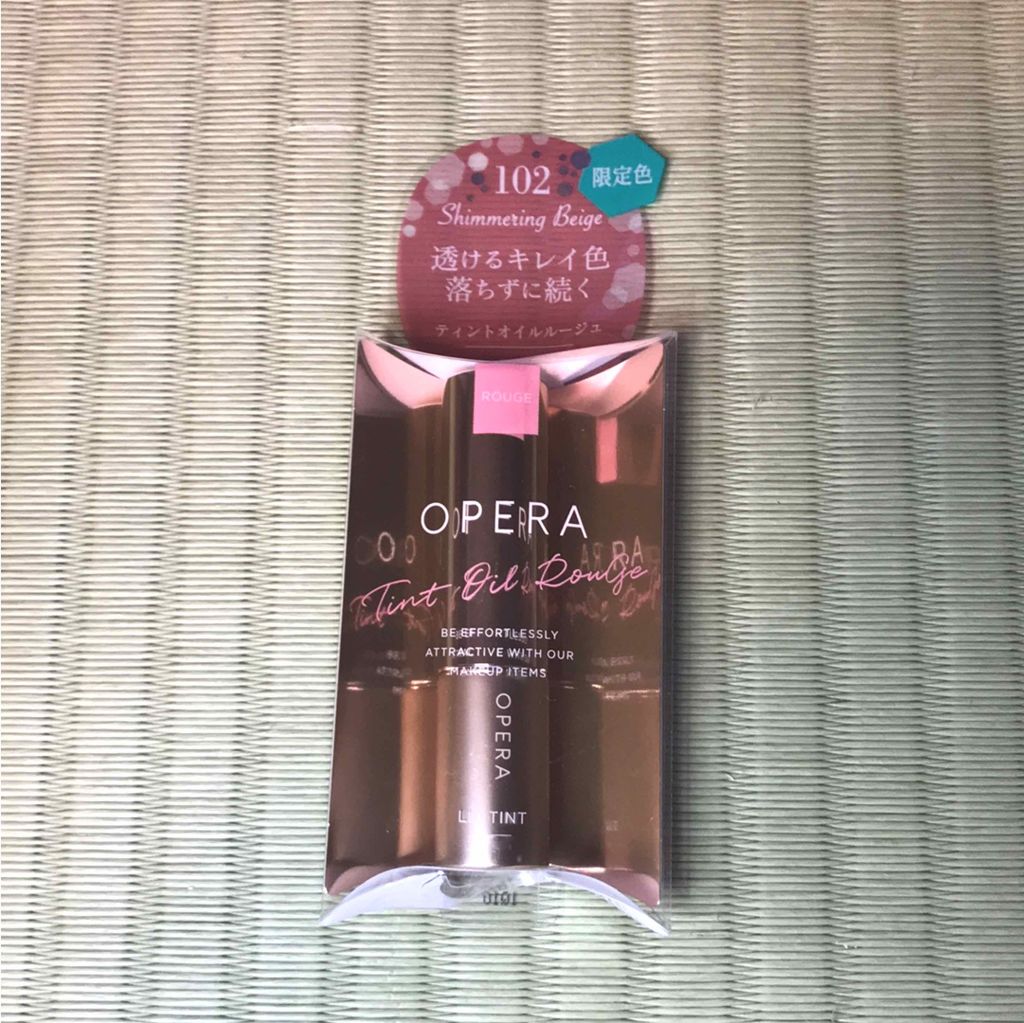 102
限定色
Shimmering Beige
透けるキレイ色
落ちずに続く
ティントオイルルージュ
ROUGE
OPERA
Tint Oil Rouge
BE EFFORTLESSLY
ATTRACTIVE WITH OUR
MAKEUP ITEMS
OPERA
LIP TINT